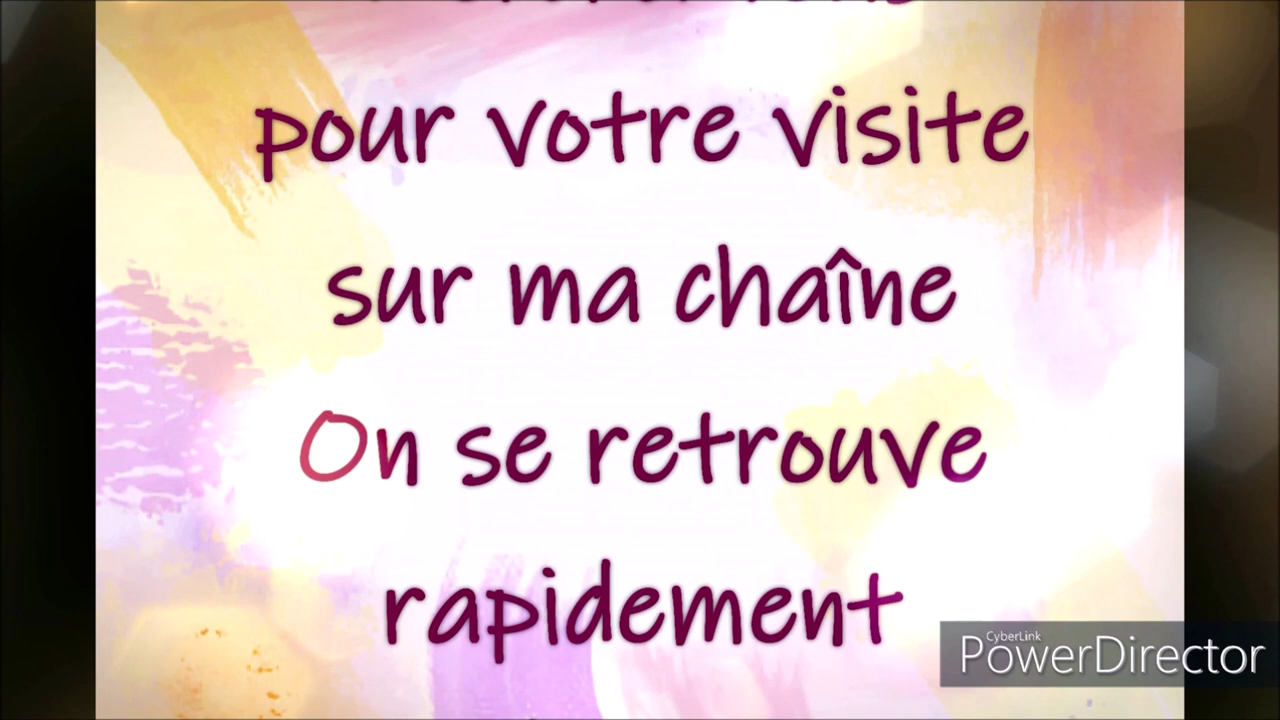 pour votre visite
sur ma chaîne
On se retrouve
rapidement
CyberLink
PowerDirector